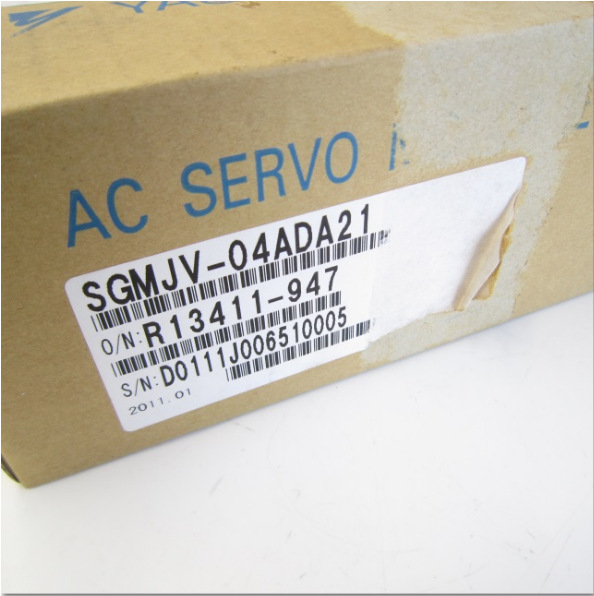 AC SERVO
SGMJV-04ADA21
O/N:R13411-947
S/N:D0111J006510005
2011.01